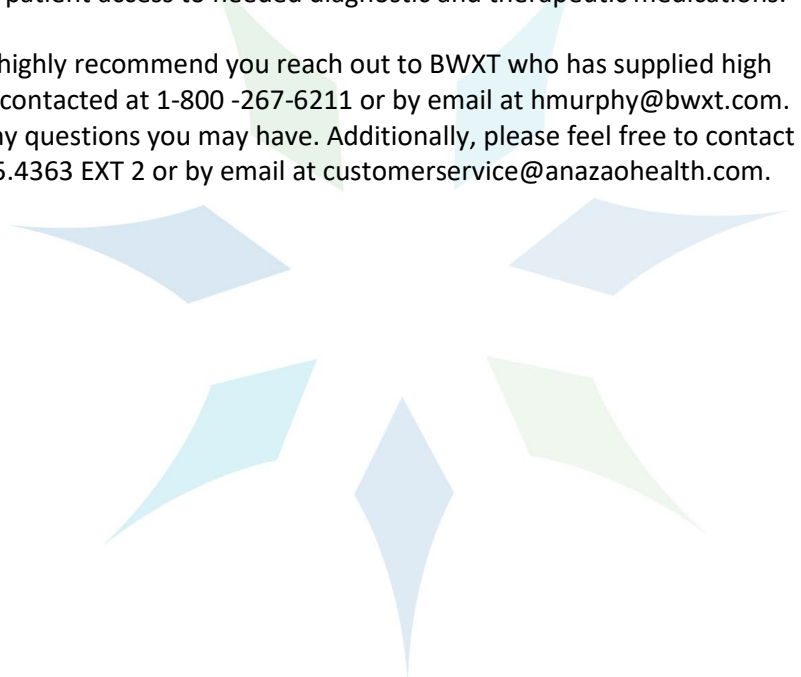 patient access to needed diagnostic and therapeutic medications.
highly recommend you reach out to BWXT who has supplied high
contacted at 1-800 -267-6211 or by email at hmurphy@bwxt.com.
ny questions you may have. Additionally, please feel free to contact
5.4363 EXT 2 or by email at customerservice@anazaohealth.com.